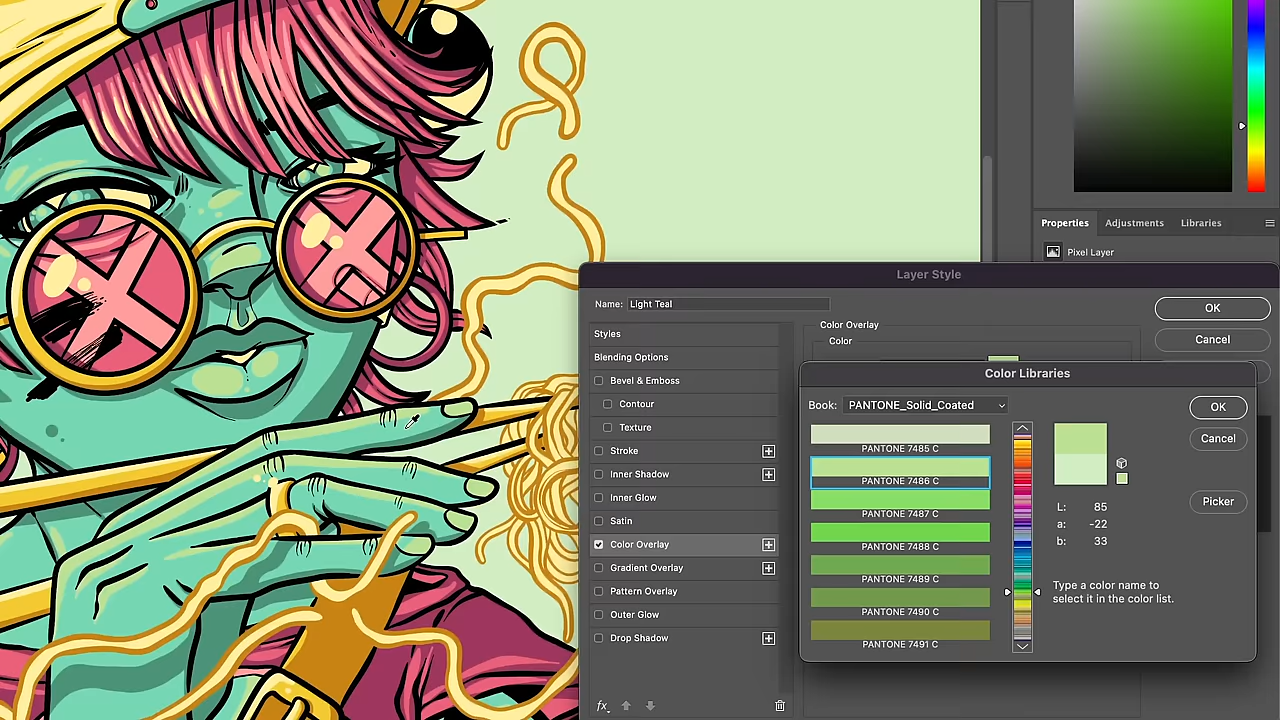 Properties
Adjustments
Libraries
Pixel Layer
Layer Style
Name:
Light Teal
OK
Cancel
Styles
Blending Options
Bevel & Emboss
Contour
Texture
Stroke
Inner Shadow
Inner Glow
Satin
Color Overlay
Gradient Overlay
Pattern Overlay
Outer Glow
Drop Shadow
fx
Color Overlay
Color
Color Libraries
Book: PANTONE_Solid_Coated
PANTONE 7485 C
PANTONE 7486 C
PANTONE 7487 C
PANTONE 7488 C
PANTONE 7489 C
PANTONE 7490 C
PANTONE 7491 C
OK
Cancel
Picker
L: 85
a: -22
b: 33
Type a color name to
select it in the color list.